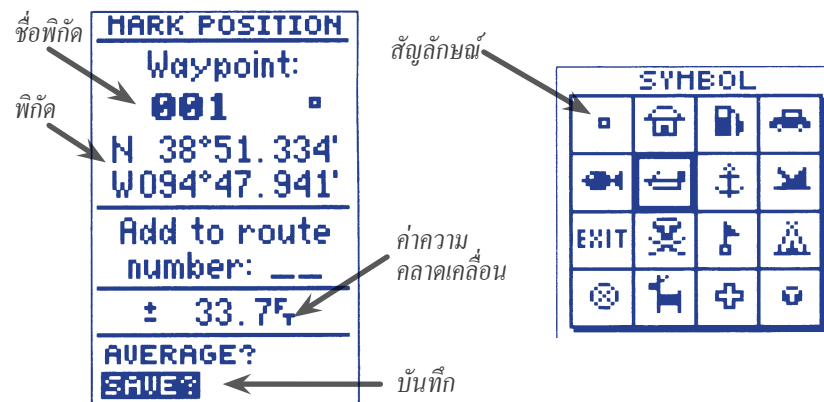 ชื่อพิกัด
MARK POSITION
Waypoint:
001
พิกัด
N 38°51.334'
W094°47.941'
Add to route
number: __
ค่าความ
คลาดเคลื่อน
± 33.7FT
AVERAGE?
SAVE?
บันทึก
สัญลักษณ์
SYMBOL
EXIT